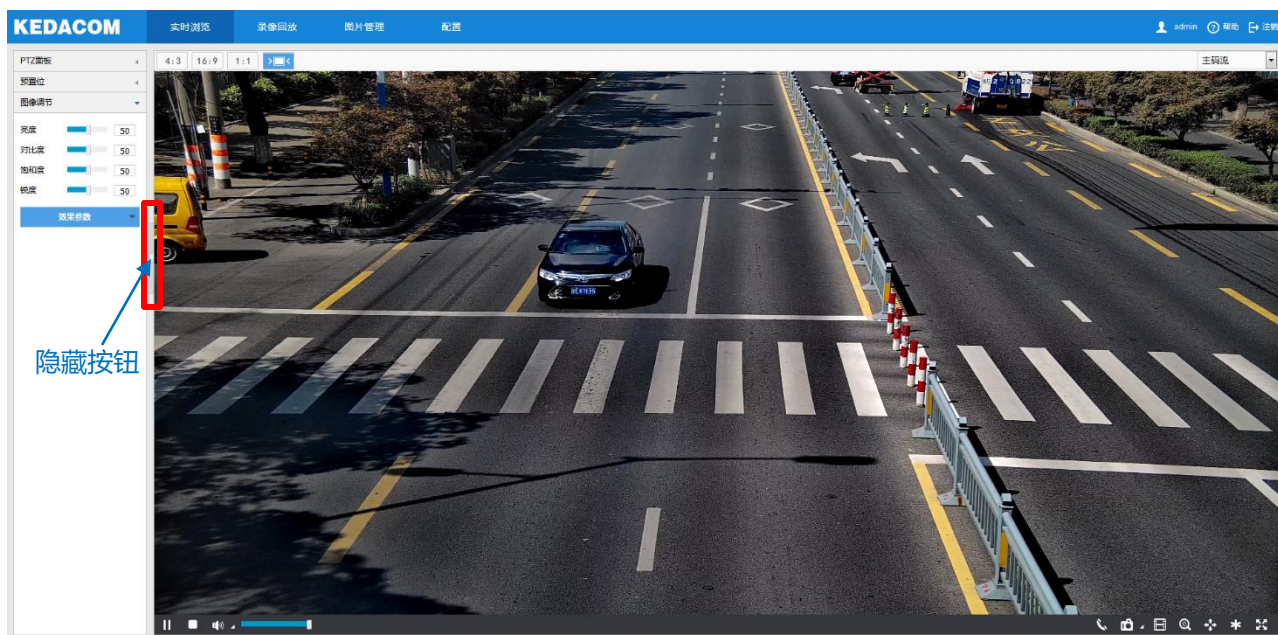 KEDACOM 实时浏览 录像回放 图片管理 配置 admin 帮助 注销
PTZ面板
预置位
图像调节
亮度 50
对比度 50
饱和度 50
锐度 50
效果参数
4:3 16:9 1:1 主码流
隐藏按钮